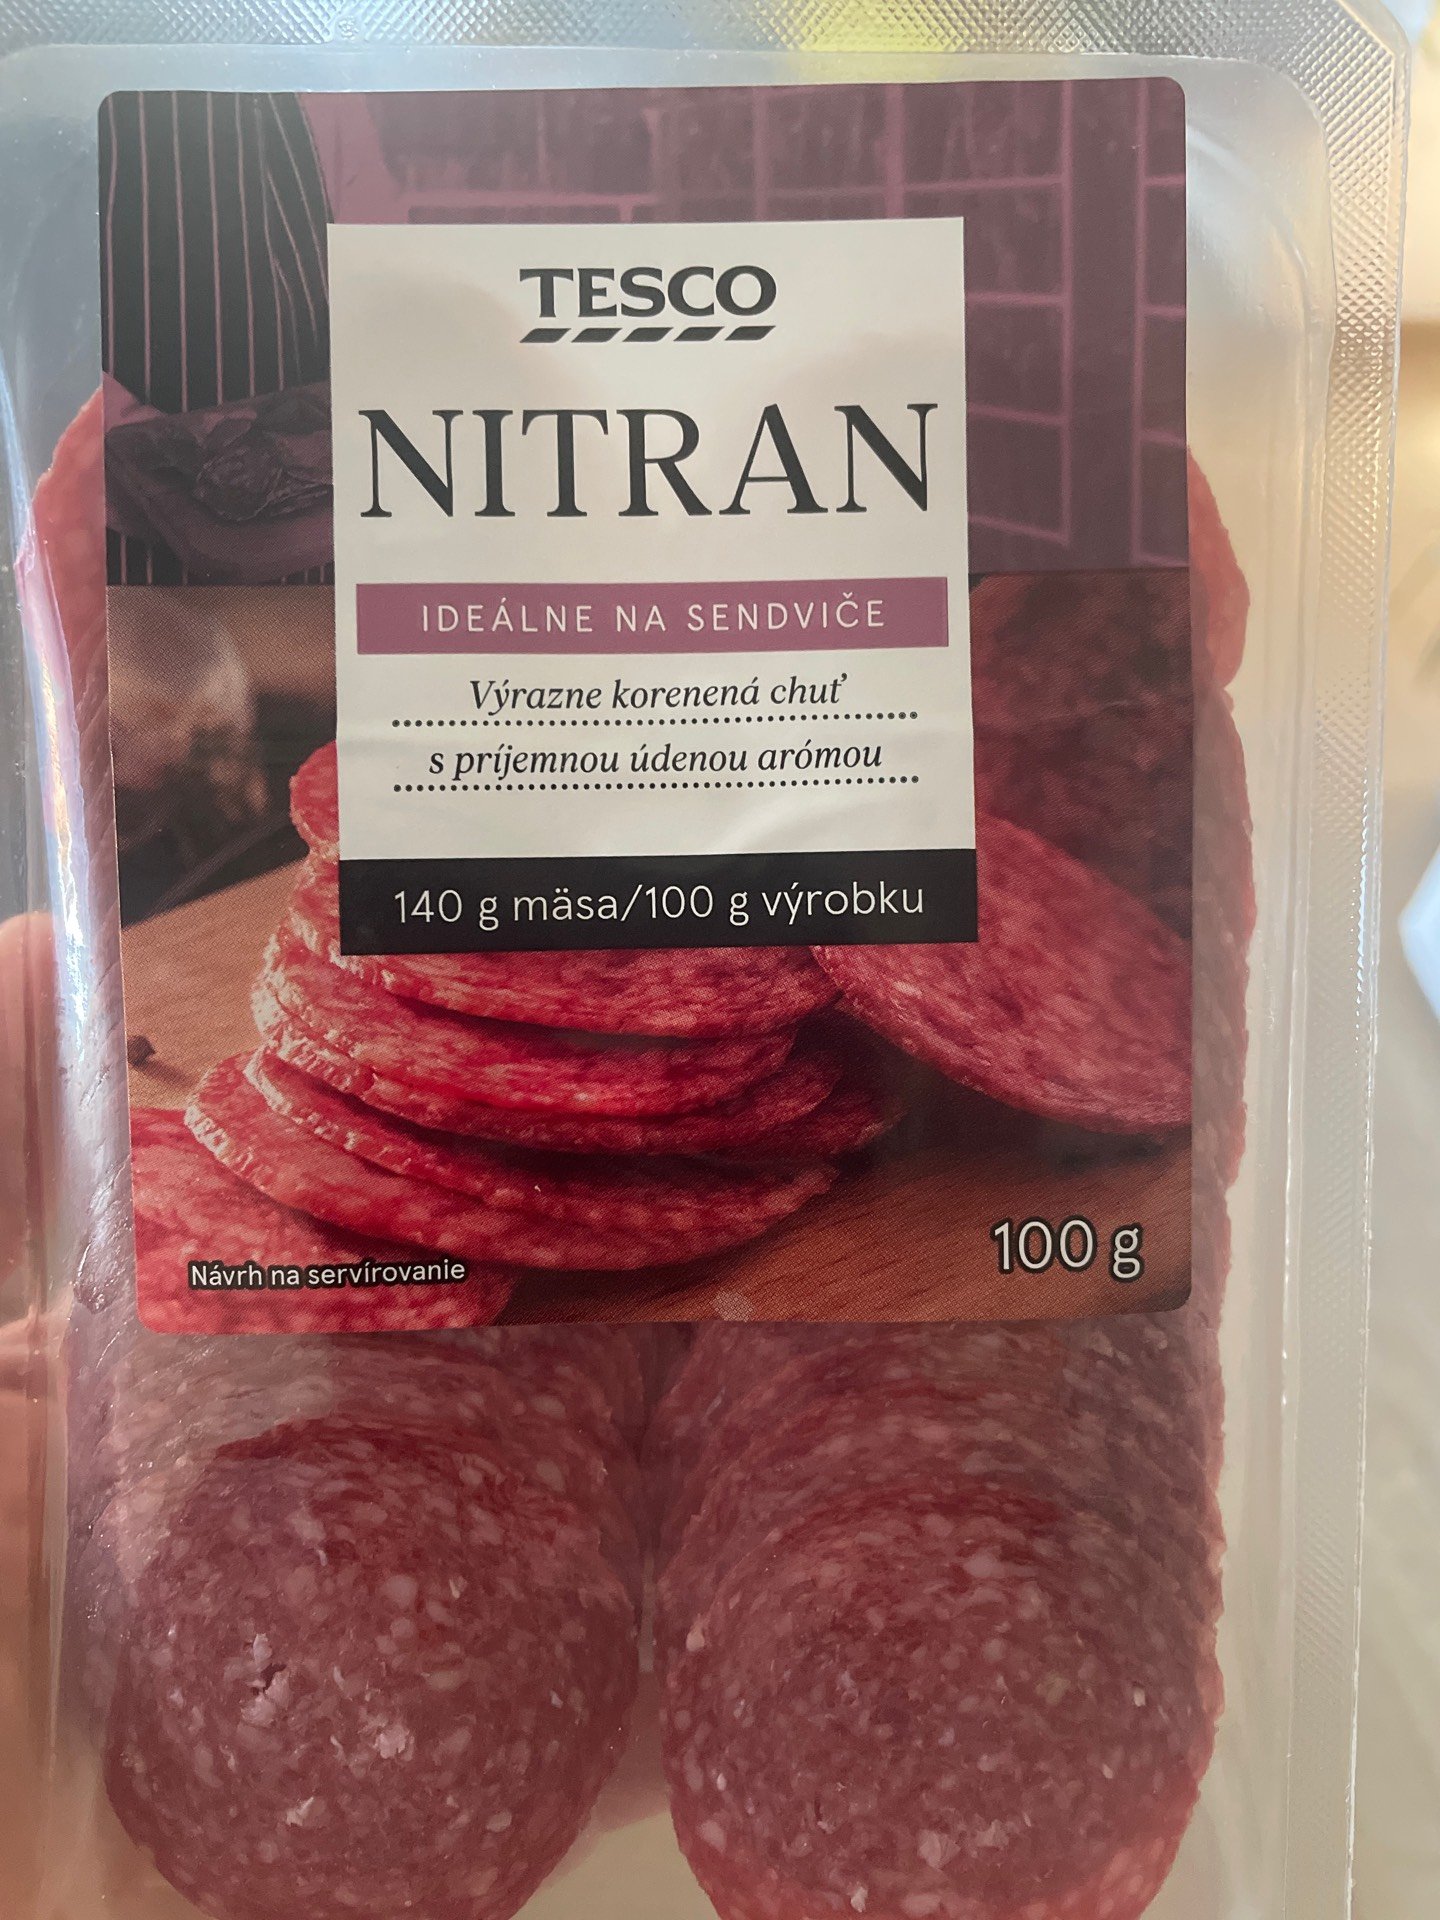 TESCO
NITRAN
IDEÁLNE NA SENDVIČE
Výrazne korenená chuť
s príjemnou údenou arómou
140 g mäsa/100 g výrobku
100 g
Návrh na servírovanie